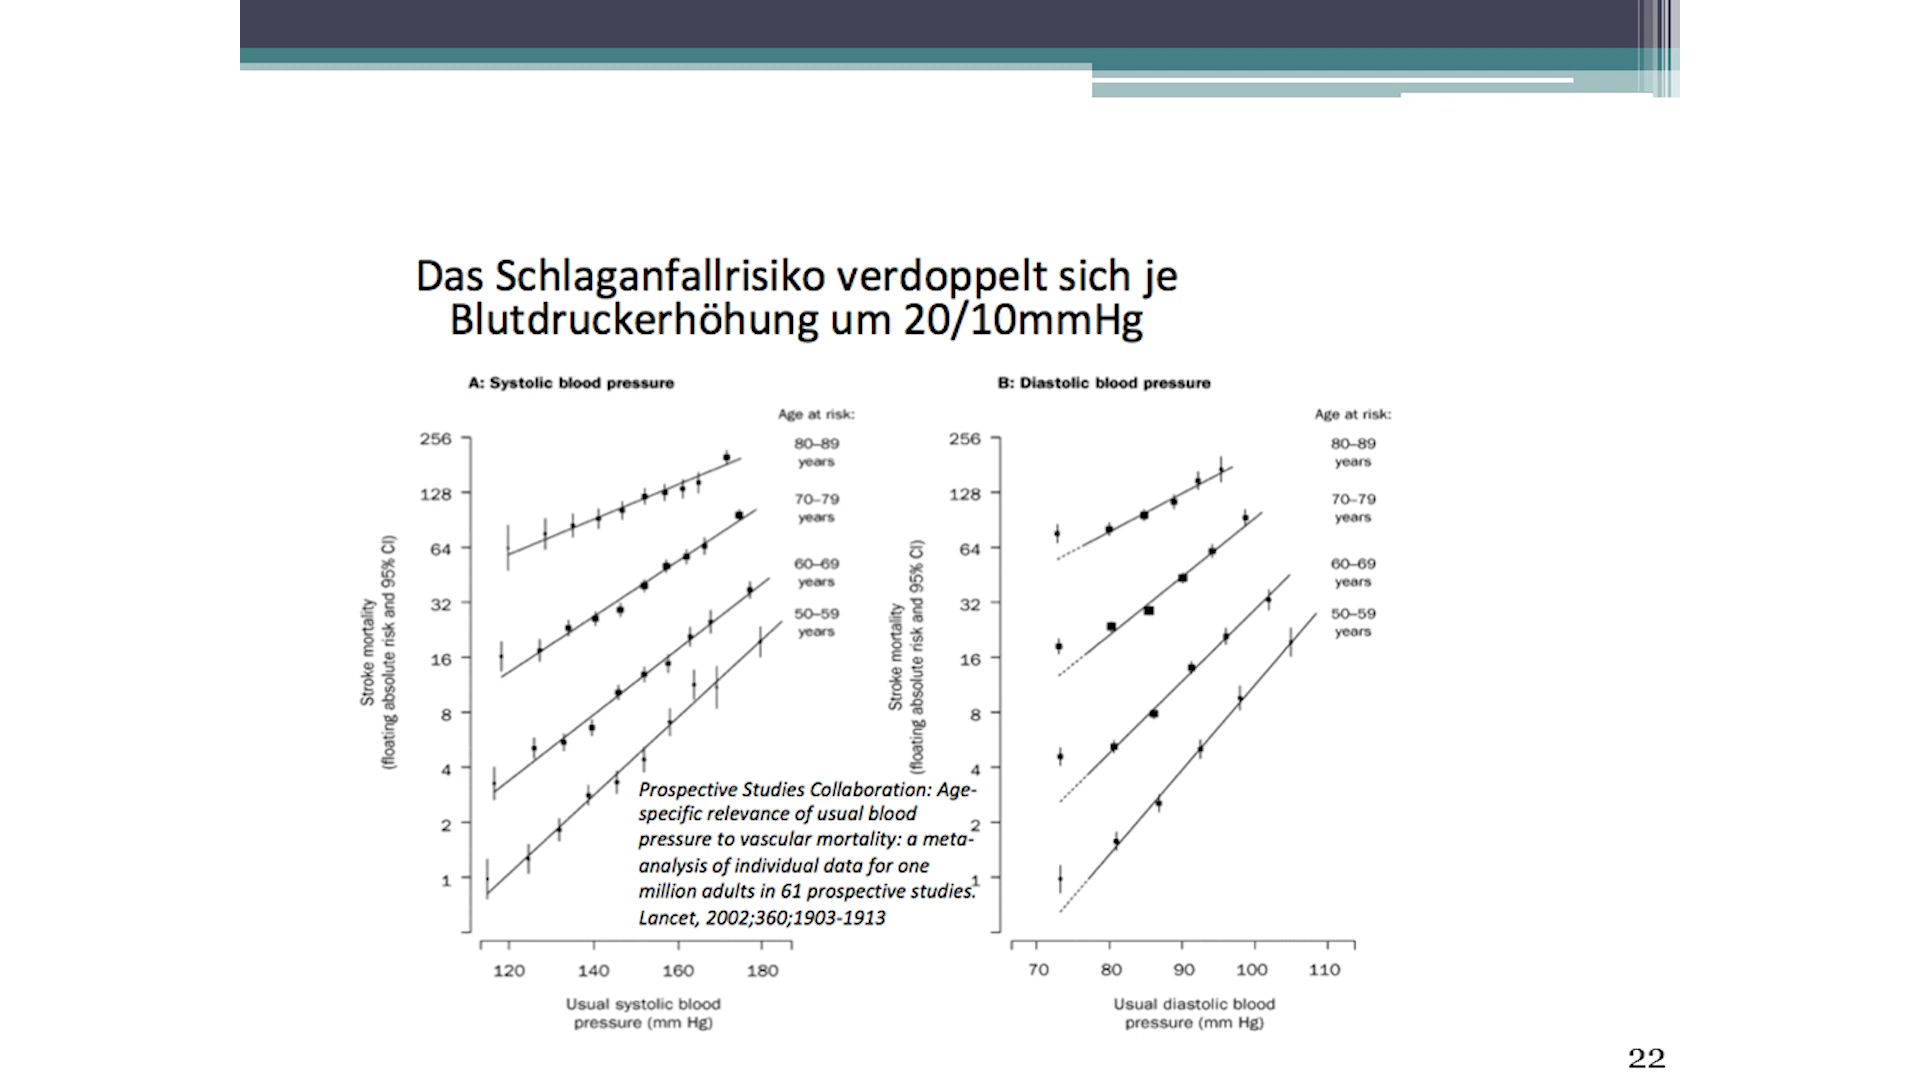 Das Schlaganfallrisiko verdoppelt sich je
Blutdruckerhöhung um 20/10mmHg
A: Systolic blood pressure
Age at risk:
256
128
64
32
16
8
4
2
1
80–89
years
70–79
years
60–69
years
50–59
years
Stroke mortality
(floating absolute risk and 95% CI)
120
140
160
180
Usual systolic blood
pressure (mm Hg)
B: Diastolic blood pressure
Age at risk:
256
128
64
32
16
8
4
2
1
80–89
years
70–79
years
60–69
years
50–59
years
Stroke mortality
(floating absolute risk and 95% CI)
70
80
90
100
110
Usual diastolic blood
pressure (mm Hg)
Prospective Studies Collaboration: Age-
specific relevance of usual blood
pressure to vascular mortality: a meta-
analysis of individual data for one
million adults in 61 prospective studies.
Lancet, 2002;360;1903-1913
22